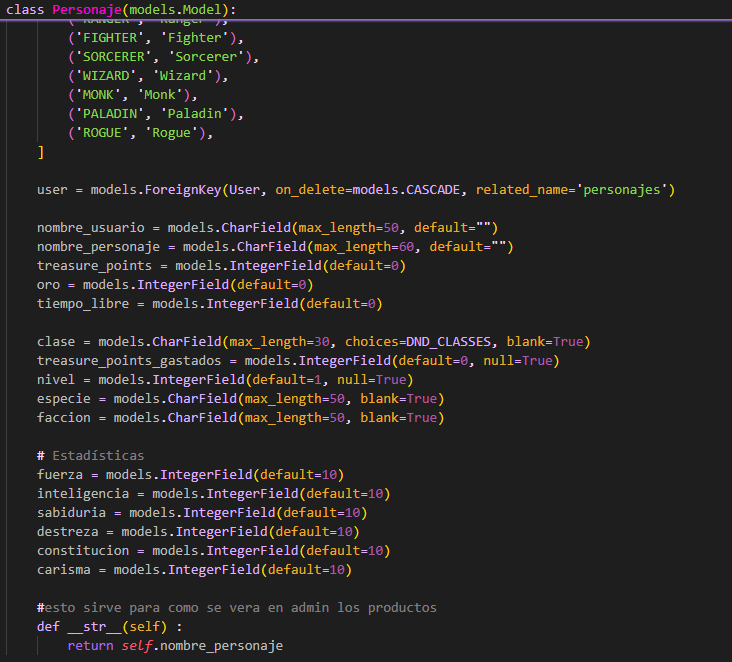 class Personaje(models.Model):
('RANGER', 'Ranger'),
('FIGHTER', 'Fighter'),
('SORCERER', 'Sorcerer'),
('WIZARD', 'Wizard'),
('MONK', 'Monk'),
('PALADIN', 'Paladin'),
('ROGUE', 'Rogue'),
]
user = models.ForeignKey(User, on_delete=models.CASCADE, related_name='personajes')
nombre_usuario = models.CharField(max_length=50, default="")
nombre_personaje = models.CharField(max_length=60, default="")
treasure_points = models.IntegerField(default=0)
oro = models.IntegerField(default=0)
tiempo_libre = models.IntegerField(default=0)
clase = models.CharField(max_length=30, choices=DND_CLASSES, blank=True)
treasure_points_gastados = models.IntegerField(default=0, null=True)
nivel = models.IntegerField(default=1, null=True)
especie = models.CharField(max_length=50, blank=True)
faccion = models.CharField(max_length=50, blank=True)
# Estadísticas
fuerza = models.IntegerField(default=10)
inteligencia = models.IntegerField(default=10)
sabiduria = models.IntegerField(default=10)
destreza = models.IntegerField(default=10)
constitucion = models.IntegerField(default=10)
carisma = models.IntegerField(default=10)
#esto sirve para como se vera en admin los productos
def __str__(self) :
return self.nombre_personaje